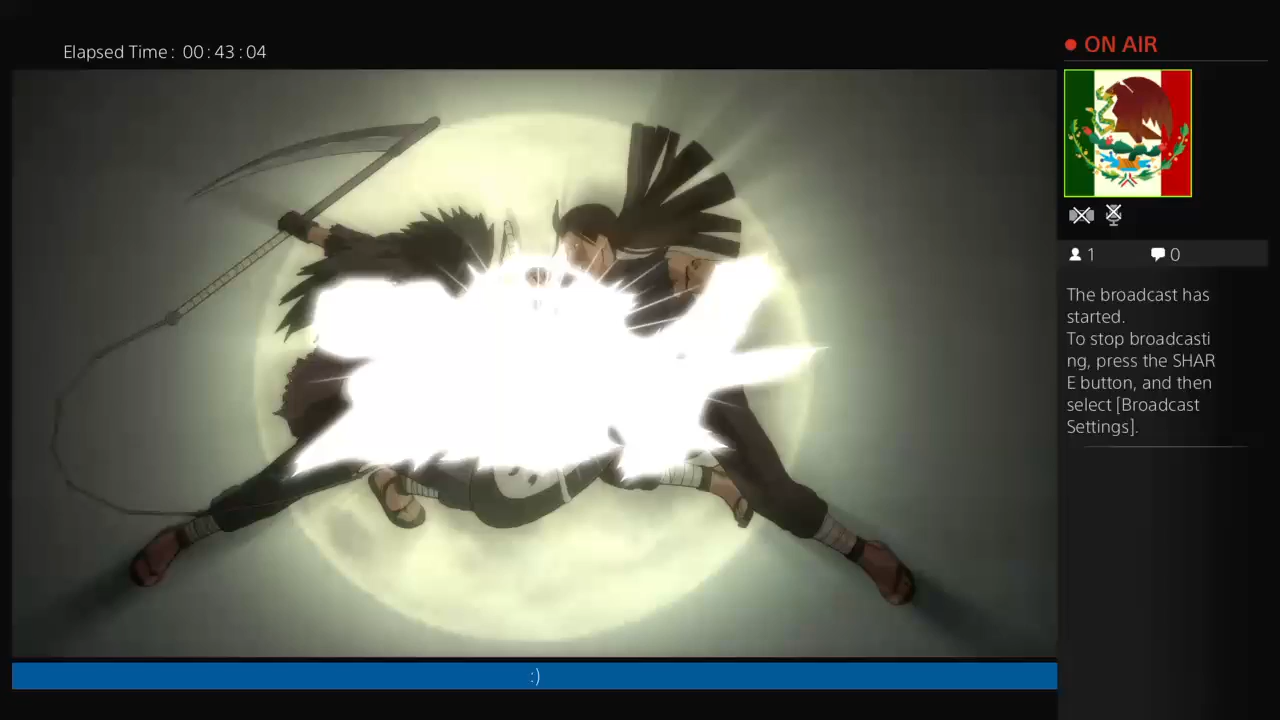 Elapsed Time: 00:43:04
ON AIR
1
0
The broadcast has
started.
To stop broadcasti
ng, press the SHAR
E button, and then
select [Broadcast
Settings].
:)